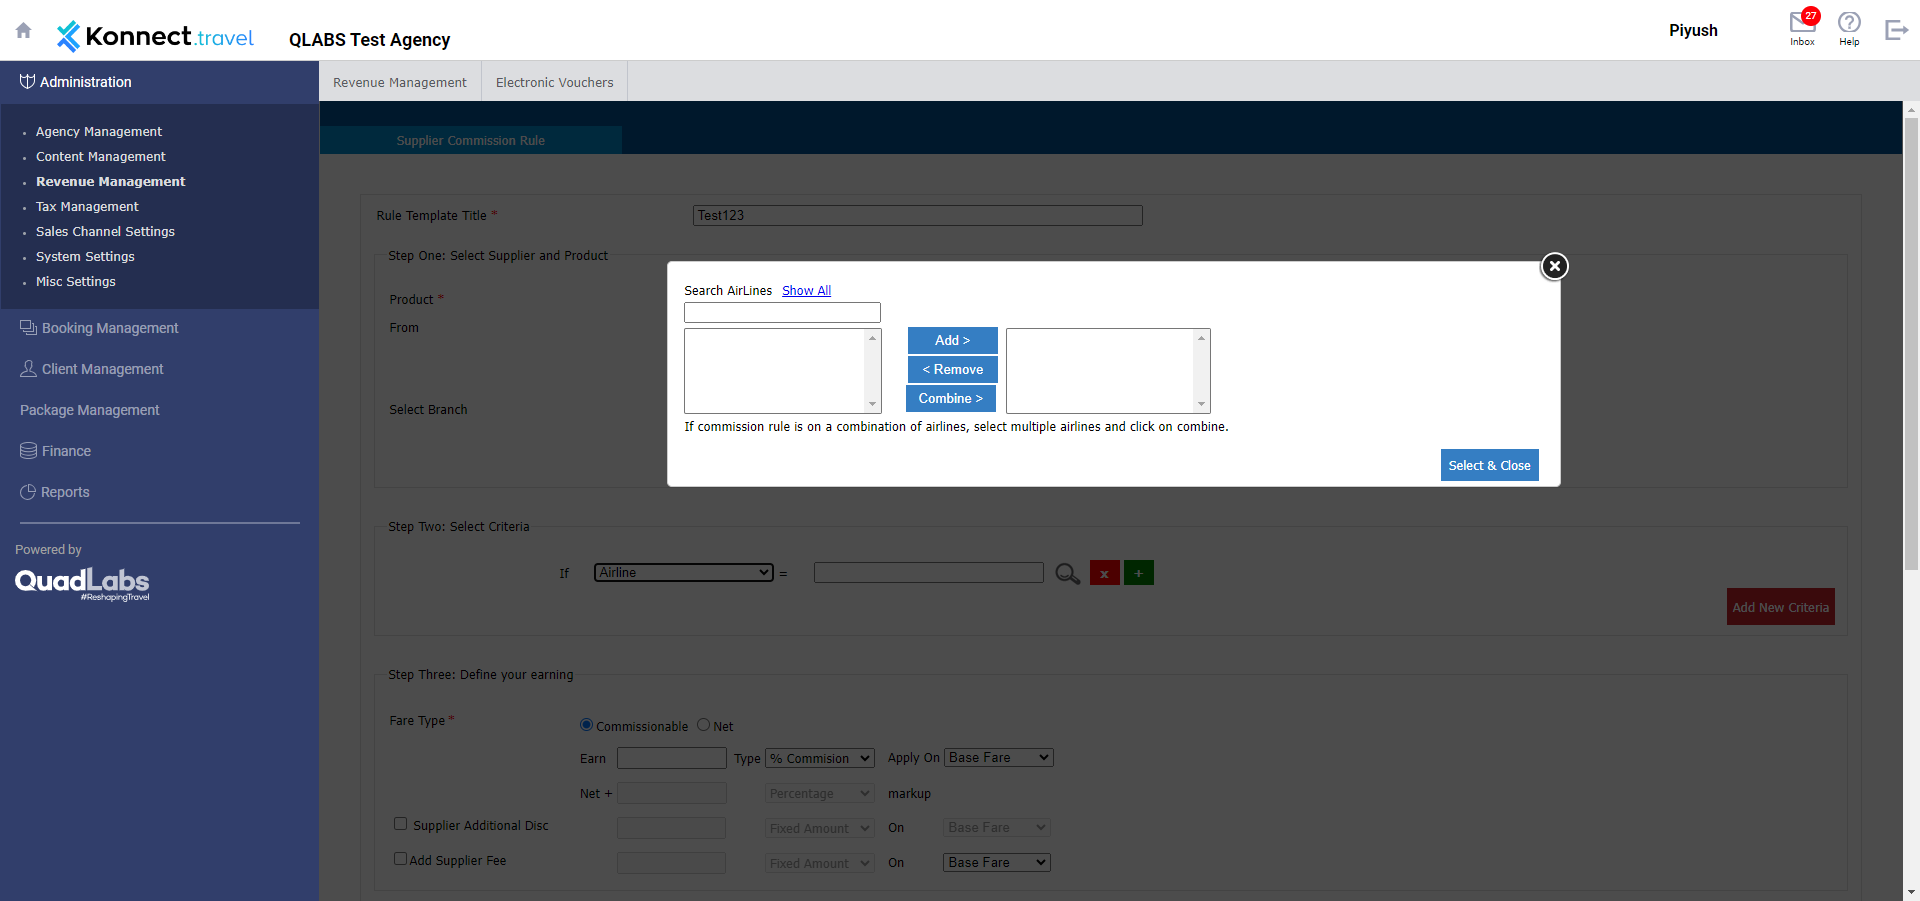 Konnect.travel QLABS Test Agency Piyush 27 Inbox Help
Administration
Revenue Management Electronic Vouchers
Agency Management
Content Management
Revenue Management
Tax Management
Sales Channel Settings
System Settings
Misc Settings
Booking Management
Client Management
Package Management
Finance
Reports
Powered by
QuadLabs
#ReshapingTravel
Supplier Commission Rule
Rule Template Title * Test123
Step One: Select Supplier and Product
Product *
From
Select Branch
Search AirLines Show All
Add >
< Remove
Combine >
If commission rule is on a combination of airlines, select multiple airlines and click on combine.
Select & Close
Step Two: Select Criteria
If Airline = x +
Add New Criteria
Step Three: Define your earning
Fare Type * Commissionable Net
Earn Type % Commision Apply On Base Fare
Net + Percentage markup
Supplier Additional Disc Fixed Amount On Base Fare
Add Supplier Fee Fixed Amount On Base Fare